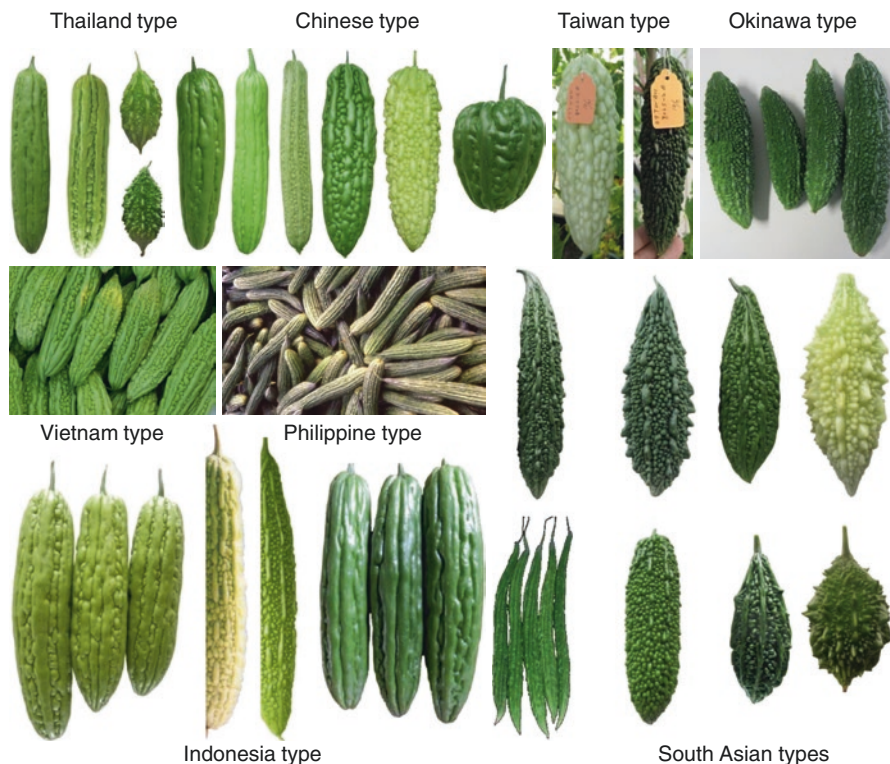 Thailand type
Chinese type
Taiwan type
Okinawa type
Vietnam type
Philippine type
Indonesia type
South Asian types